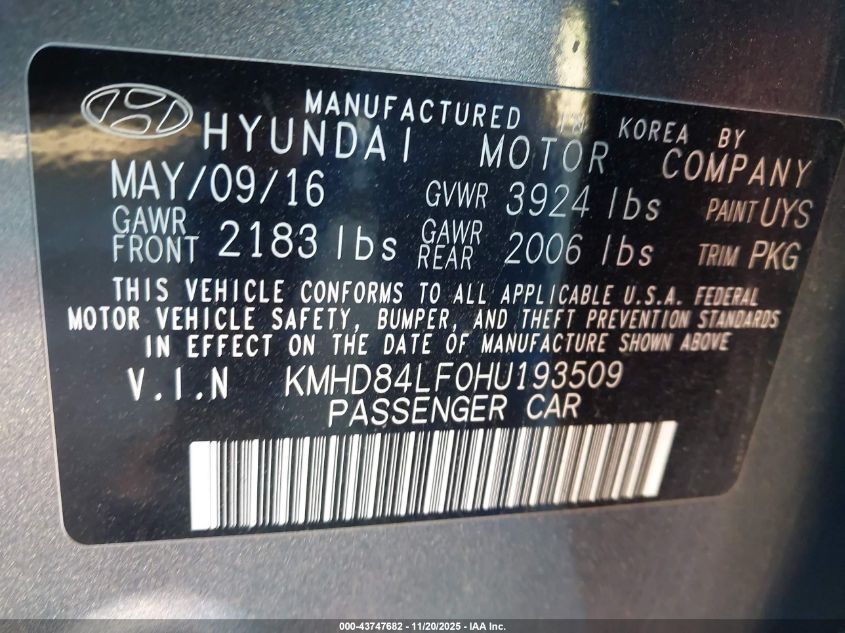 MANUFACTURED IN KOREA BY
HYUNDAI MOTOR COMPANY
MAY/09/16 GVWR 3924 lbs PAINT UYS
GAWR FRONT 2183 lbs GAWR REAR 2006 lbs TRIM PKG
THIS VEHICLE CONFORMS TO ALL APPLICABLE U.S.A. FEDERAL
MOTOR VEHICLE SAFETY, BUMPER, AND THEFT PREVENTION STANDARDS
IN EFFECT ON THE DATE OF MANUFACTURE SHOWN ABOVE
V.I.N KMHD84LF0HU193509
PASSENGER CAR
000-43747682 - 11/20/2025 - IAA Inc.